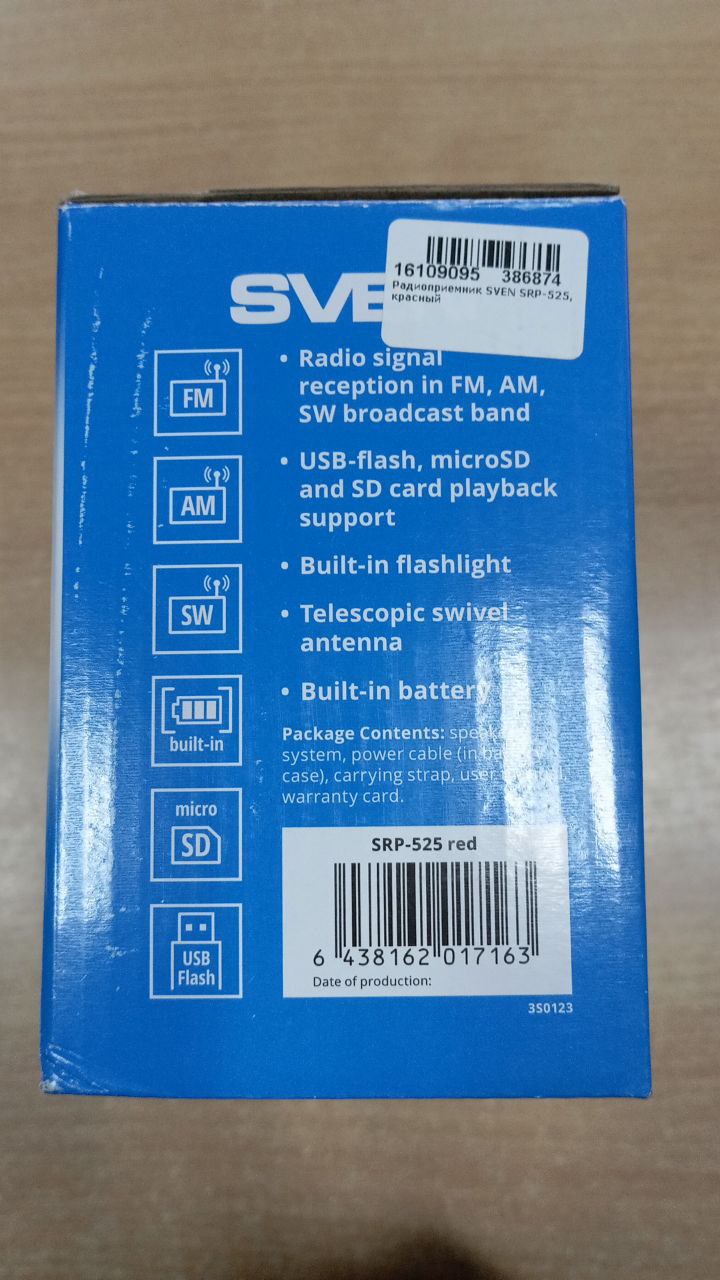 16109095 386874
Радиоприемник SVEN SRP-525,
красный
SVE
FM
AM
SW
built-in
micro
SD
USB
Flash
• Radio signal
reception in FM, AM,
SW broadcast band
• USB-flash, microSD
and SD card playback
support
• Built-in flashlight
• Telescopic swivel
antenna
• Built-in battery
Package Contents:
system, power cable (in
case), carrying strap, user
warranty card.
SRP-525 red
6 438162 017163
Date of production:
3S0123